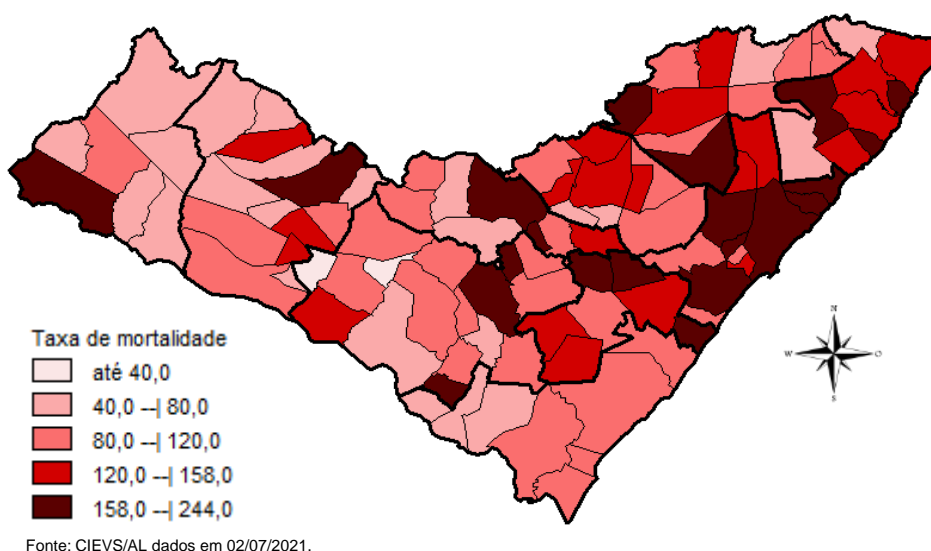 N
W
O
S
Taxa de mortalidade
até 40,0
40,0 --| 80,0
80,0 --| 120,0
120,0 --| 158,0
158,0 --| 244,0
Fonte: CIEVS/AL dados em 02/07/2021.